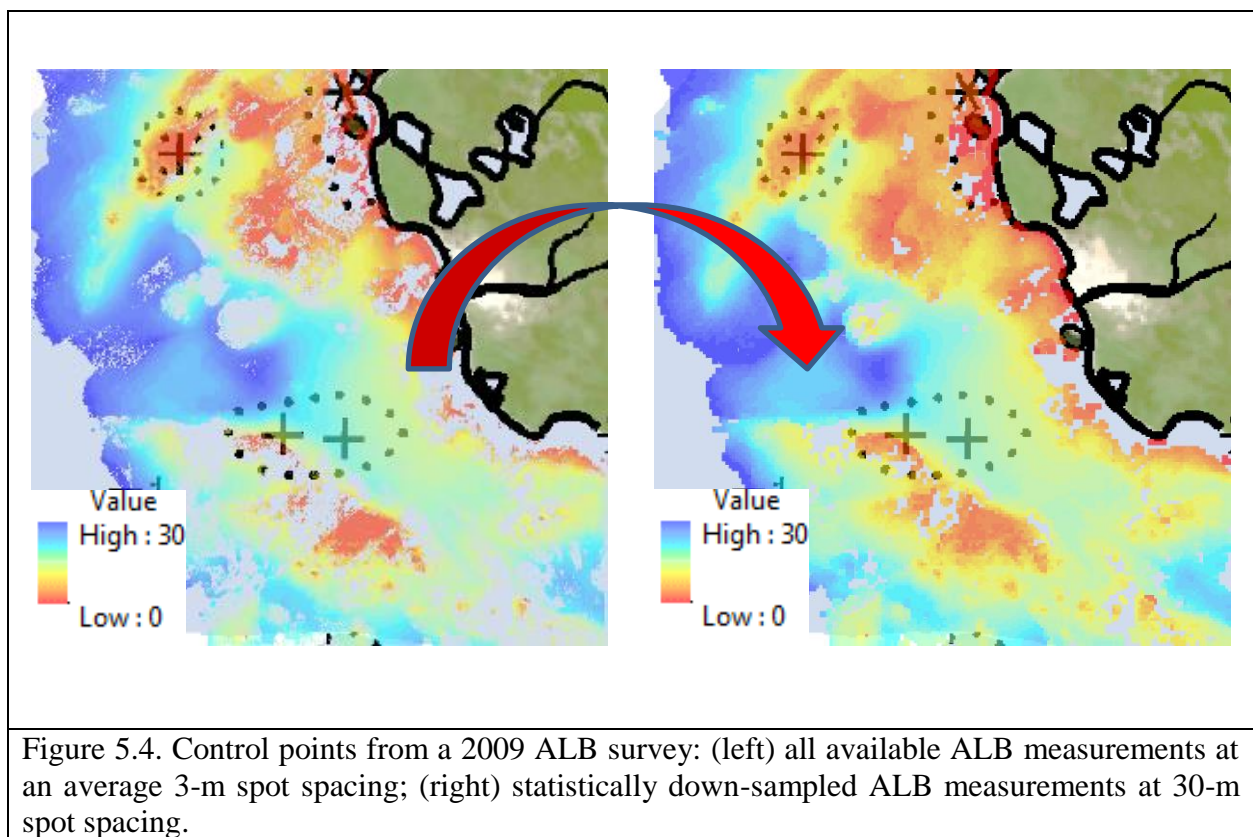 Value
High : 30
Low : 0
Value
High : 30
Low : 0
Figure 5.4. Control points from a 2009 ALB survey: (left) all available ALB measurements at
an average 3-m spot spacing; (right) statistically down-sampled ALB measurements at 30-m
spot spacing.